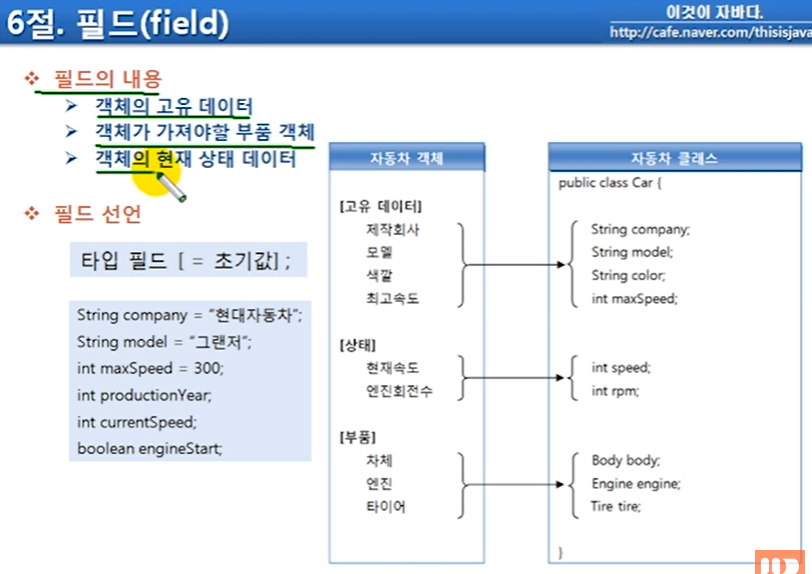 6절. 필드(field)
이것이 자바다.
http://cafe.naver.com/thisisjava
❖ 필드의 내용
➢ 객체의 고유 데이터
➢ 객체가 가져야할 부품 객체
➢ 객체의 현재 상태 데이터
❖ 필드 선언
타입 필드 [ = 초기값] ;
String company = "현대자동차";
String model = "그랜저";
int maxSpeed = 300;
int productionYear;
int currentSpeed;
boolean engineStart;
자동차 객체
[고유 데이터]
제작회사
모델
색깔
최고속도
[상태]
현재속도
엔진회전수
[부품]
차체
엔진
타이어
자동차 클래스
public class Car {
String company;
String model;
String color;
int maxSpeed;
int speed;
int rpm;
Body body;
Engine engine;
Tire tire;
}